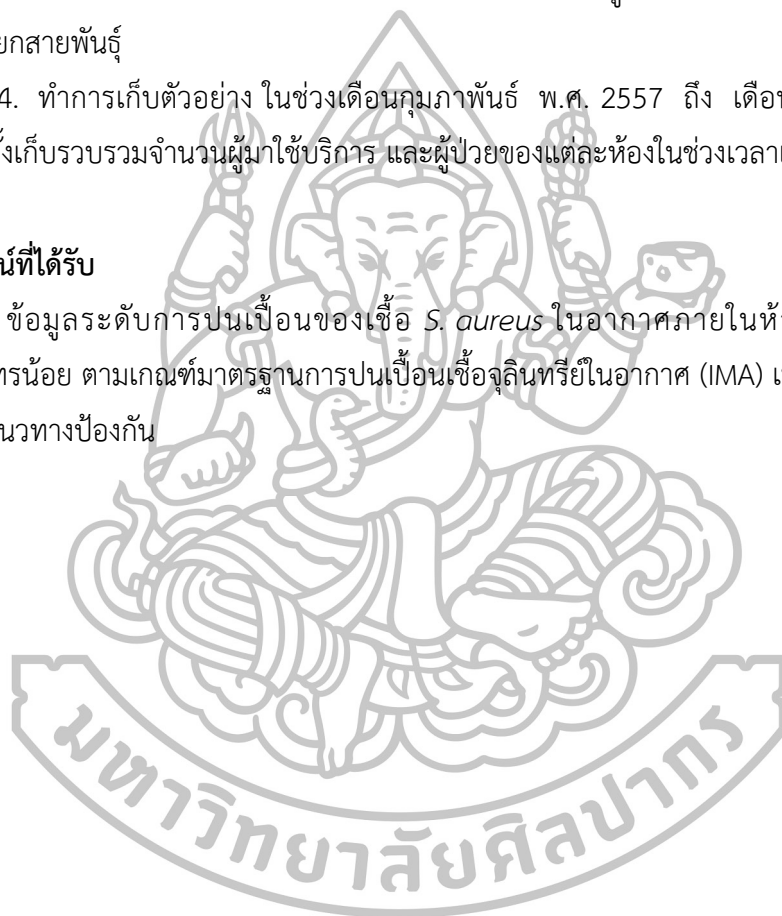 ยกสายพันธุ์
4. ทำการเก็บตัวอย่าง ในช่วงเดือนกุมภาพันธ์ พ.ศ. 2557 ถึง เดือน
ั้งเก็บรวบรวมจำนวนผู้มาใช้บริการ และผู้ป่วยของแต่ละห้องในช่วงเวลา
น์ที่ได้รับ
ข้อมูลระดับการปนเปื้อนของเชื้อ S. aureus ในอากาศภายในห้
ทรน้อย ตามเกณฑ์มาตรฐานการปนเปื้อนเชื้อจุลินทรีย์ในอากาศ (IMA) เ
นวทางป้องกัน
มหาวิทยาลัยศิลปากร